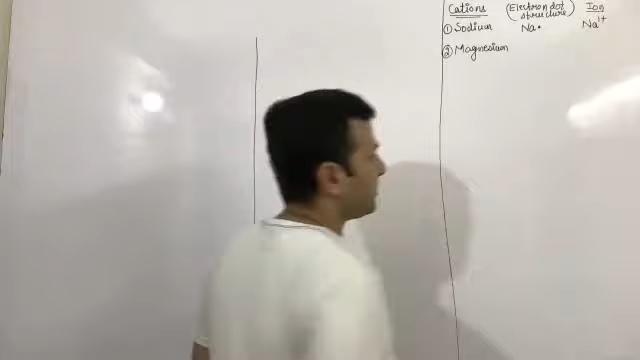 Cations (Electron dot structure) Ion
① Sodium Na• Na¹⁺
② Magnesium